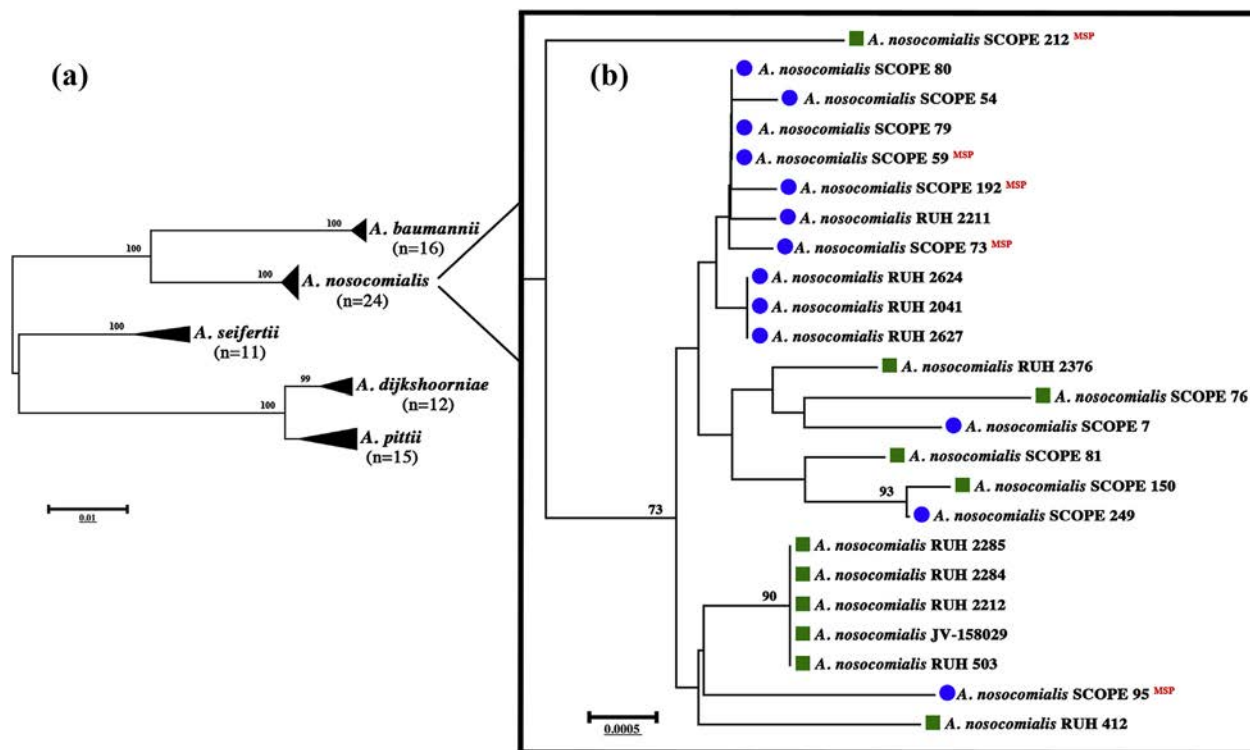 (a)
100
A. baumannii
(n=16)
100
100
A. nosocomialis
(n=24)
100
A. seifertii
(n=11)
99
A. dijkshoorniae
(n=12)
100
A. pittii
(n=15)
0.01
(b)
A. nosocomialis SCOPE 212 MSP
A. nosocomialis SCOPE 80
A. nosocomialis SCOPE 54
A. nosocomialis SCOPE 79
A. nosocomialis SCOPE 59 MSP
A. nosocomialis SCOPE 192 MSP
A. nosocomialis RUH 2211
A. nosocomialis SCOPE 73 MSP
A. nosocomialis RUH 2624
A. nosocomialis RUH 2041
A. nosocomialis RUH 2627
A. nosocomialis RUH 2376
A. nosocomialis SCOPE 76
A. nosocomialis SCOPE 7
A. nosocomialis SCOPE 81
93
A. nosocomialis SCOPE 150
A. nosocomialis SCOPE 249
73
A. nosocomialis RUH 2285
A. nosocomialis RUH 2284
90
A. nosocomialis RUH 2212
A. nosocomialis JV-158029
A. nosocomialis RUH 503
A. nosocomialis SCOPE 95 MSP
A. nosocomialis RUH 412
0.0005